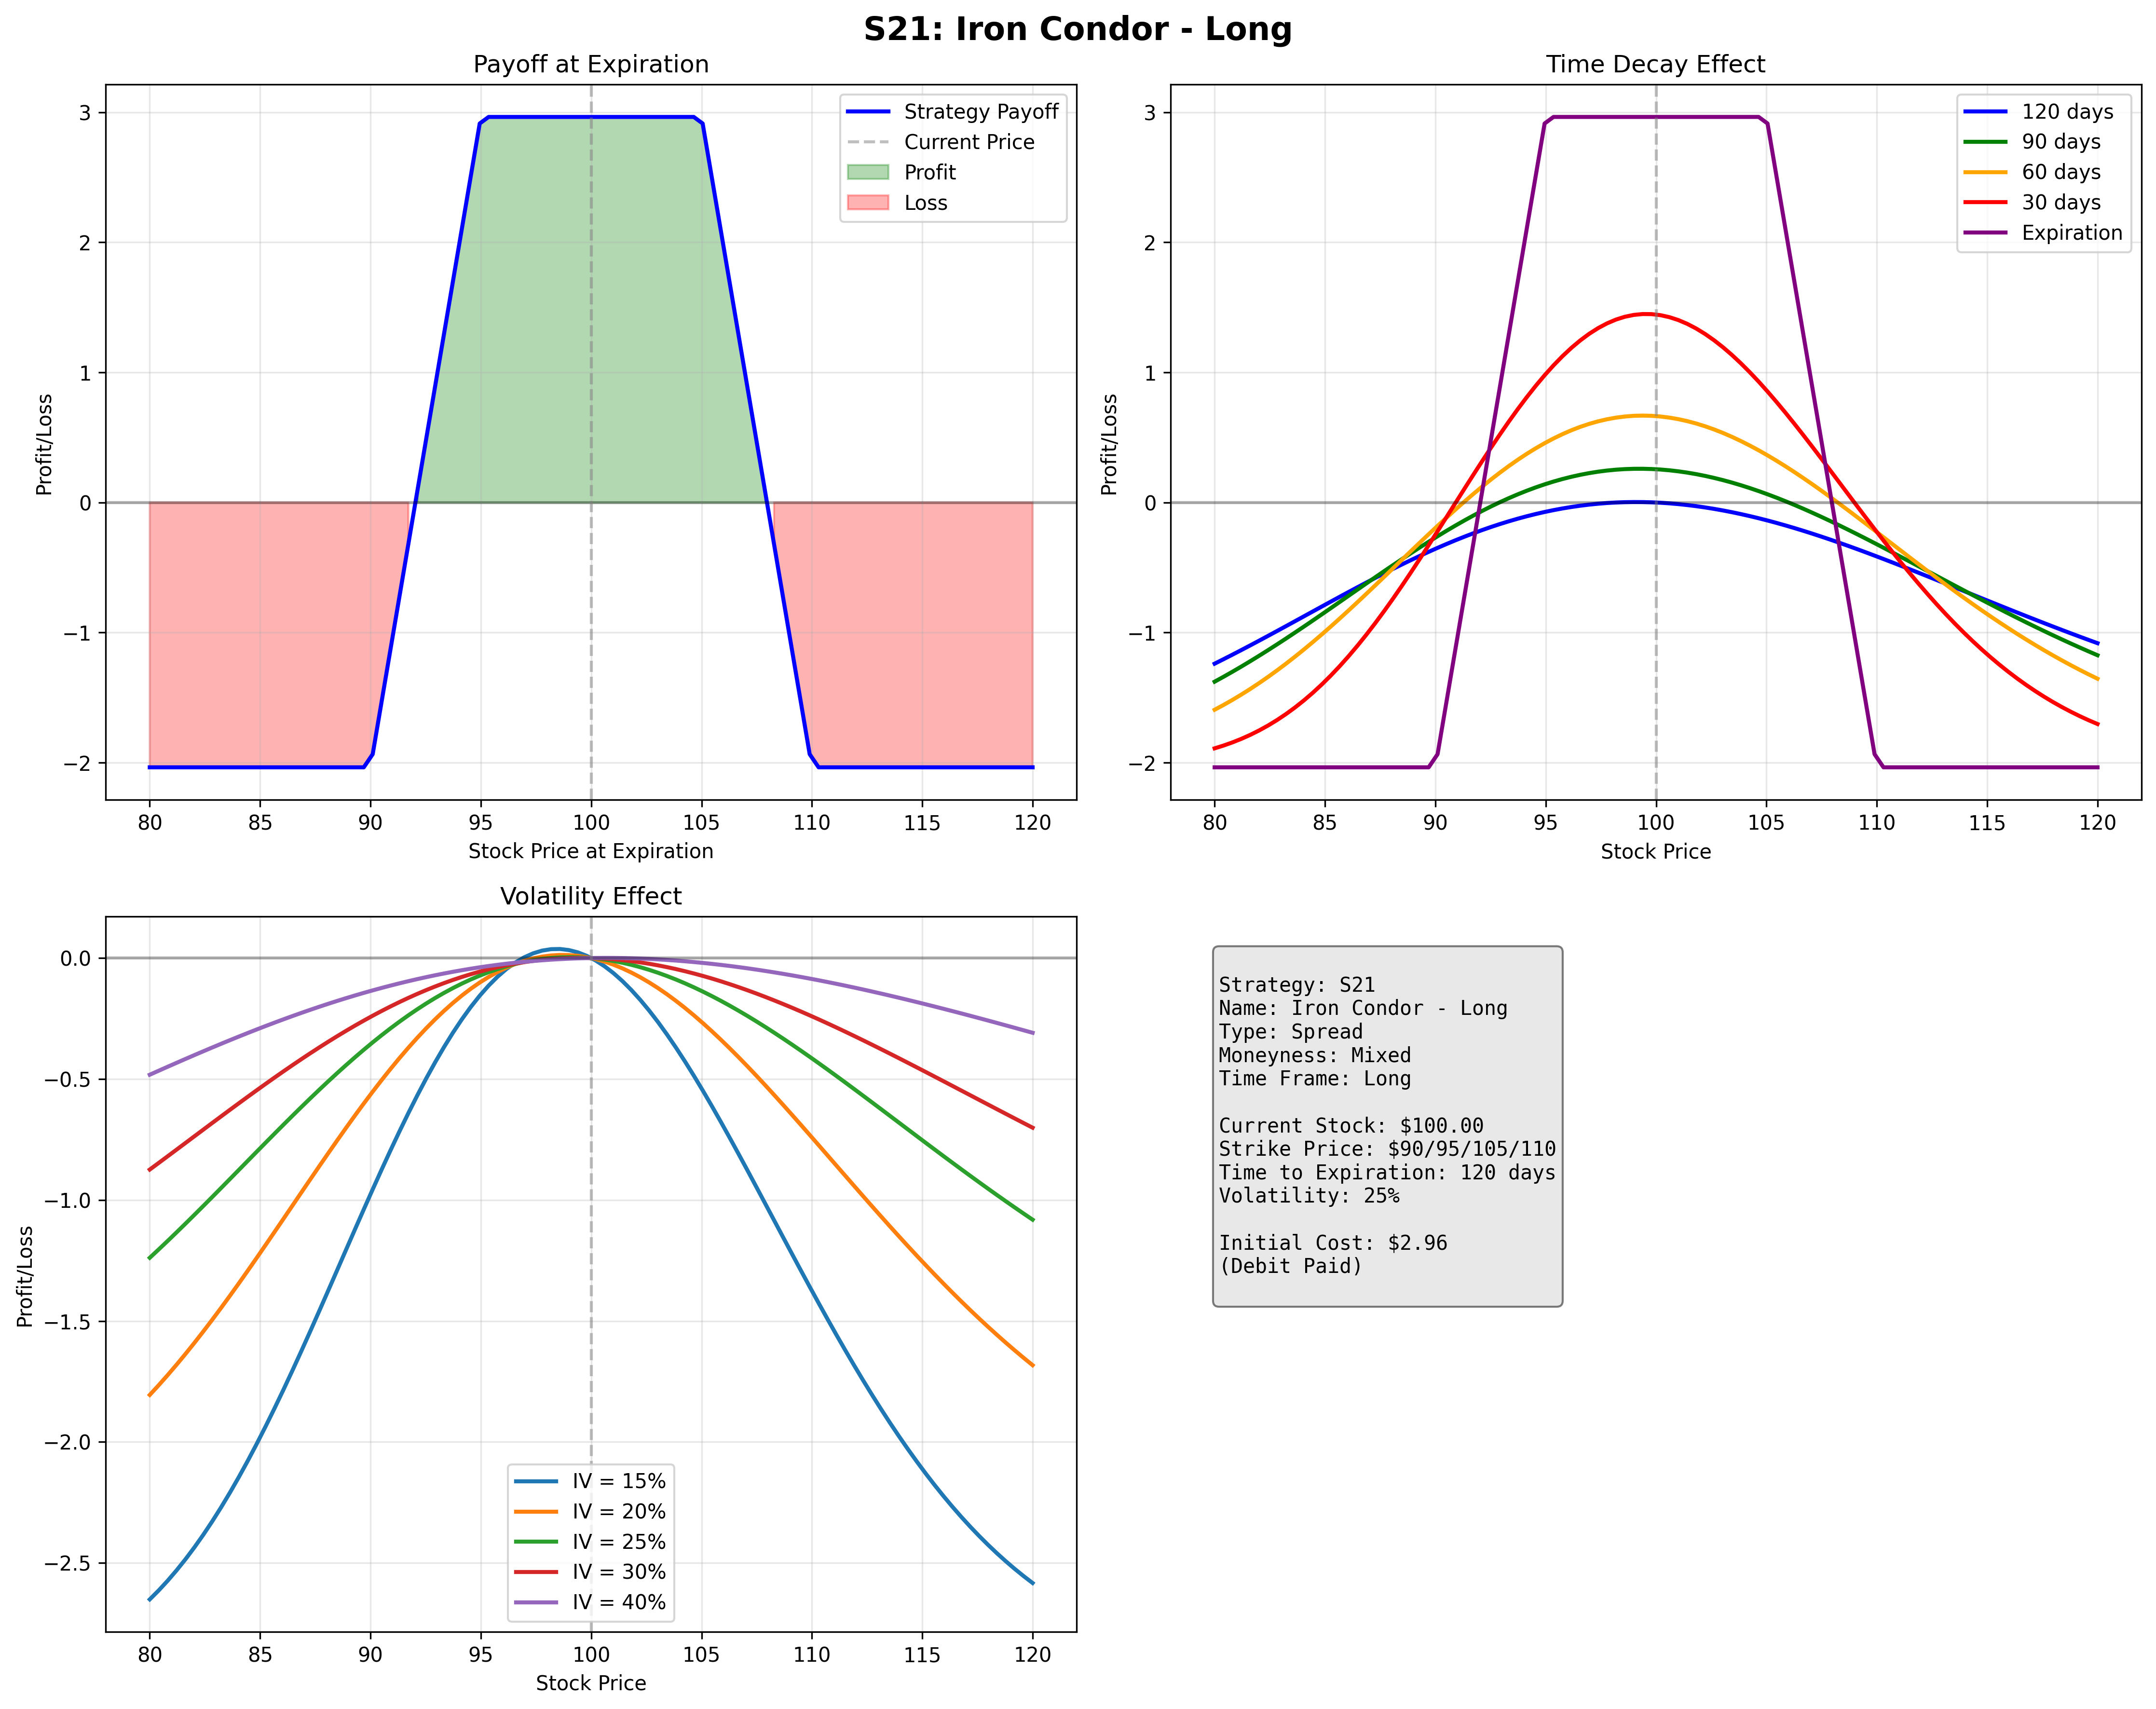 S21: Iron Condor - Long
Payoff at Expiration
3
2
1
0
−1
−2
80
85
90
95
100
105
110
115
120
Profit/Loss
Stock Price at Expiration
Strategy Payoff
Current Price
Profit
Loss
Time Decay Effect
3
2
1
0
−1
−2
80
85
90
95
100
105
110
115
120
Profit/Loss
Stock Price
120 days
90 days
60 days
30 days
Expiration
Volatility Effect
0.0
−0.5
−1.0
−1.5
−2.0
−2.5
80
85
90
95
100
105
110
115
120
Profit/Loss
Stock Price
IV = 15%
IV = 20%
IV = 25%
IV = 30%
IV = 40%
Strategy: S21
Name: Iron Condor - Long
Type: Spread
Moneyness: Mixed
Time Frame: Long
Current Stock: $100.00
Strike Price: $90/95/105/110
Time to Expiration: 120 days
Volatility: 25%
Initial Cost: $2.96
(Debit Paid)